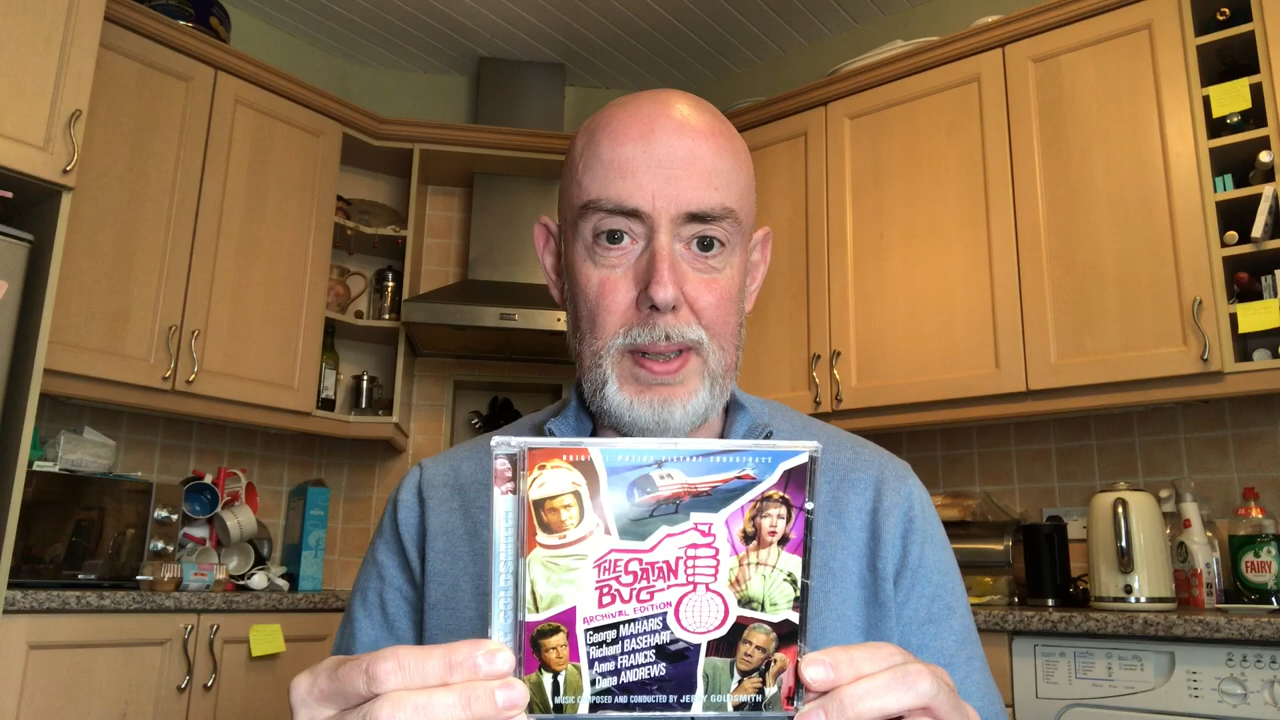 ORIGINAL MOTION PICTURE SOUNDTRACK
THE SATAN
BUG
ARCHIVAL EDITION
George MAHARIS
Richard BASEHART
Anne FRANCIS
Dana ANDREWS
MUSIC COMPOSED AND CONDUCTED BY JERRY GOLDSMITH
FAIRY